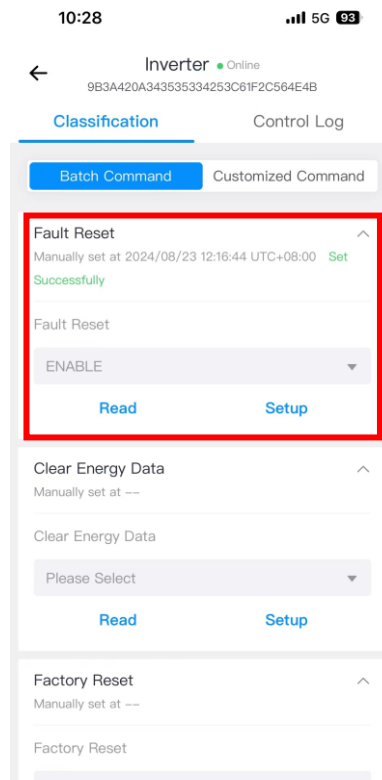 10:28 5G 93
Inverter Online
9B3A420A343535334253C61F2C564E4B
Classification Control Log
Batch Command Customized Command
Fault Reset
Manually set at 2024/08/23 12:16:44 UTC+08:00 Set
Successfully
Fault Reset
ENABLE
Read Setup
Clear Energy Data
Manually set at --
Clear Energy Data
Please Select
Read Setup
Factory Reset
Manually set at --
Factory Reset